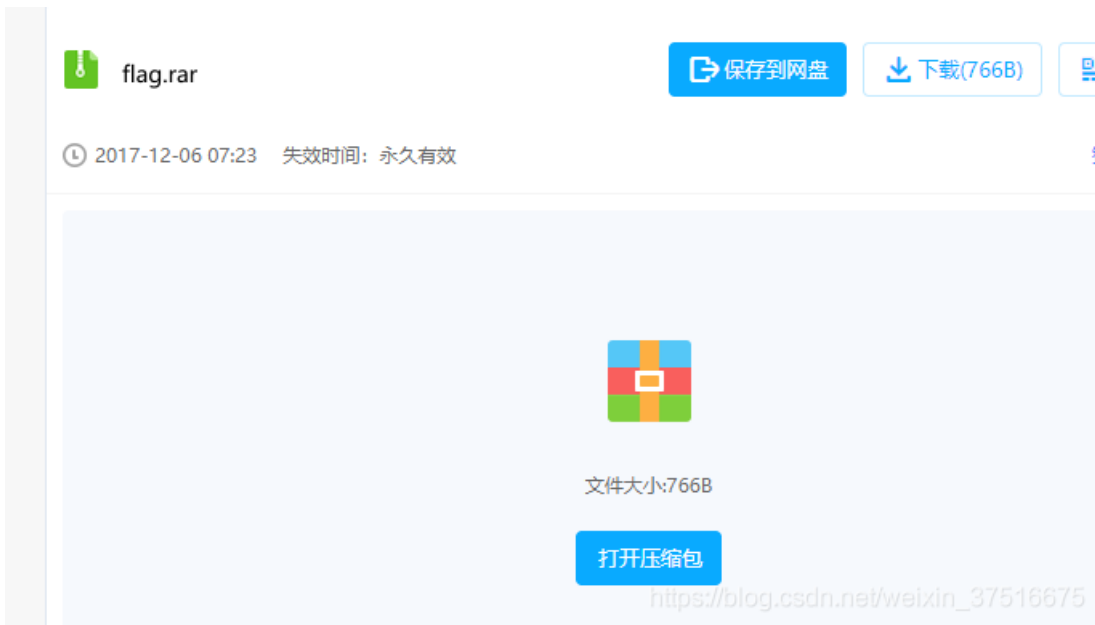 flag.rar
保存到网盘
下载(766B)
2017-12-06 07:23 失效时间：永久有效
文件大小:766B
打开压缩包
https://blog.csdn.net/weixin_37516675